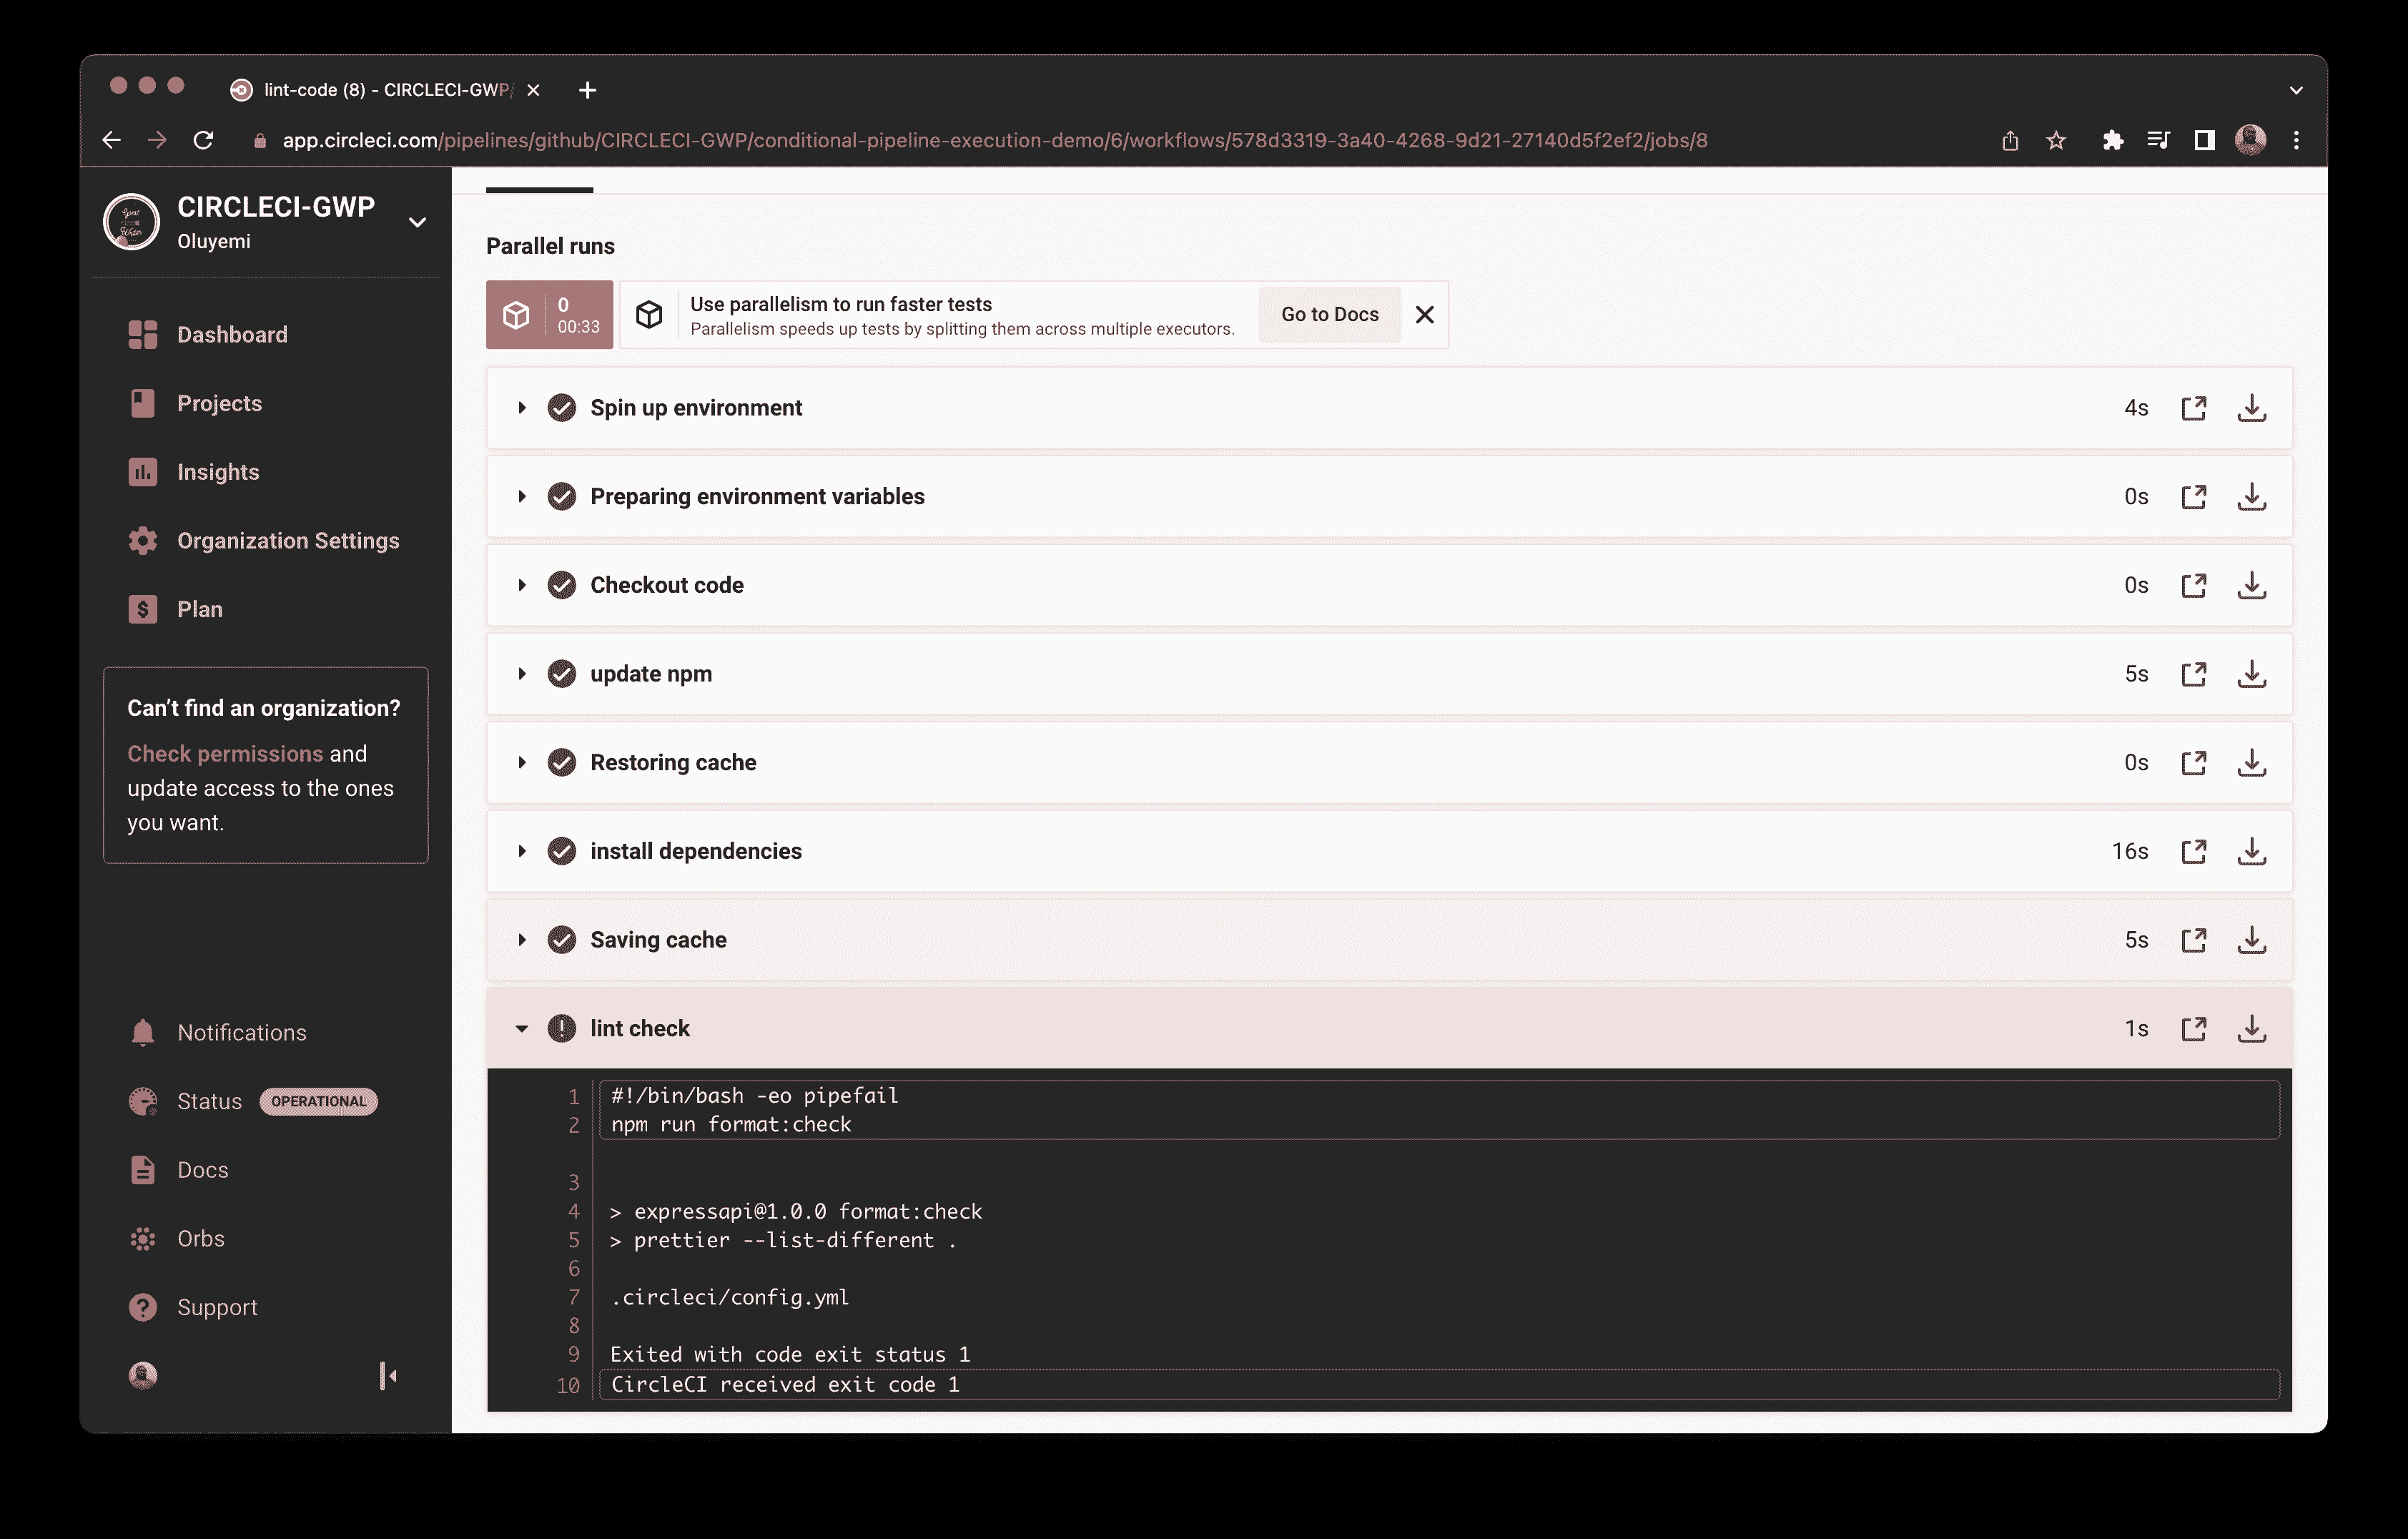 lint-code (8) - CIRCLECI-GWP/
app.circleci.com/pipelines/github/CIRCLECI-GWP/conditional-pipeline-execution-demo/6/workflows/578d3319-3a40-4268-9d21-27140d5f2ef2/jobs/8
CIRCLECI-GWP
Oluyemi
Dashboard
Projects
Insights
Organization Settings
Plan
Can't find an organization?
Check permissions and
update access to the ones
you want.
Notifications
Status OPERATIONAL
Docs
Orbs
Support
Parallel runs
0
00:33
Use parallelism to run faster tests
Parallelism speeds up tests by splitting them across multiple executors.
Go to Docs
Spin up environment 4s
Preparing environment variables 0s
Checkout code 0s
update npm 5s
Restoring cache 0s
install dependencies 16s
Saving cache 5s
lint check 1s
1 #!/bin/bash -eo pipefail
2 npm run format:check
3
4 > expressapi@1.0.0 format:check
5 > prettier --list-different .
6
7 .circleci/config.yml
8
9 Exited with code exit status 1
10 CircleCI received exit code 1